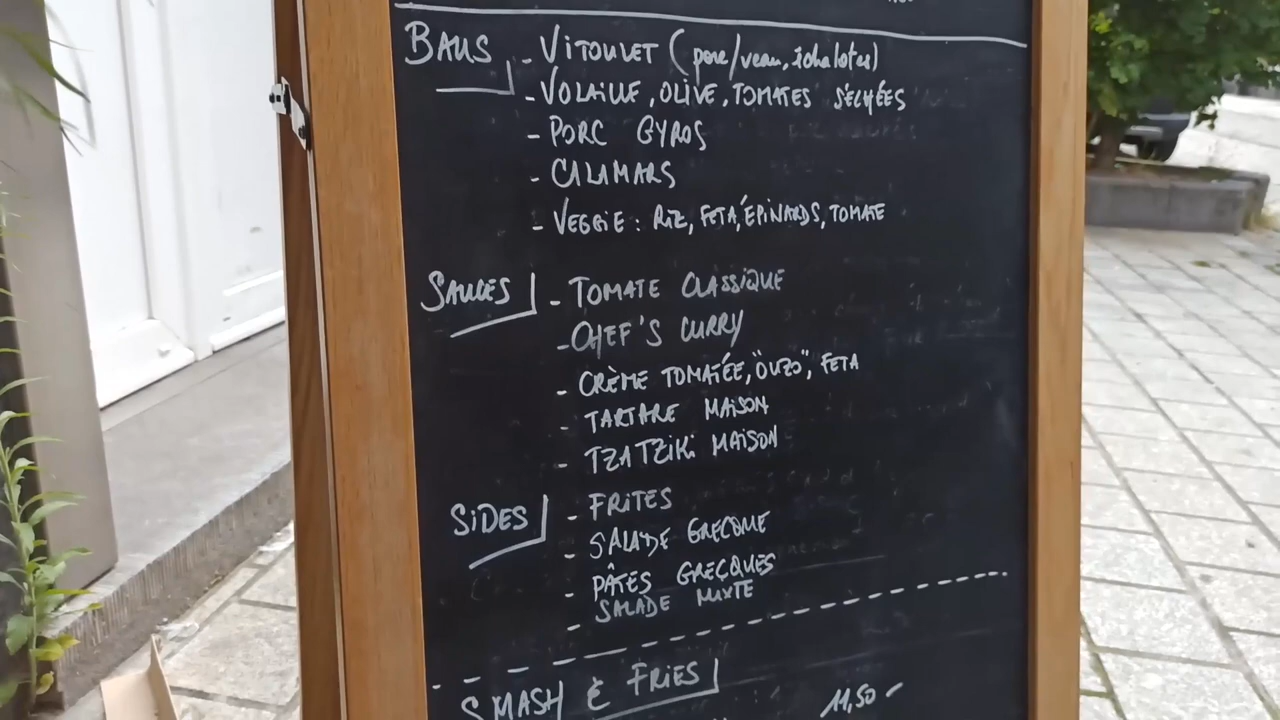 BALLS - VITOULET (porc/veau, échalotes)
- VOLAILLE, OLIVE, TOMATES SÉCHÉES
- PORC GYROS
- CALAMARS
- VEGGIE : RIZ, FETA, ÉPINARDS, TOMATE
SAUCES - TOMATE CLASSIQUE
- CHEF'S CURRY
- CRÈME TOMATÉE, "OUZO", FETA
- TARTARE MAISON
- TZATZIKI MAISON
SIDES - FRITES
- SALADE GRECQUE
- PÂTES GRECQUES
- SALADE MIXTE
SMASH & FRIES
11,50